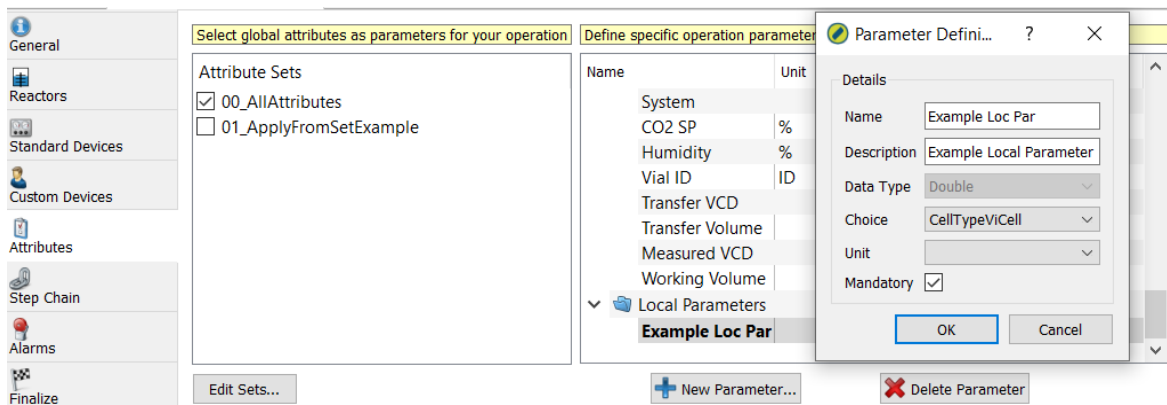 General
Reactors
Standard Devices
Custom Devices
Attributes
Step Chain
Alarms
Finalize
Select global attributes as parameters for your operation
Attribute Sets
00_AllAttributes
01_ApplyFromSetExample
Edit Sets...
Define specific operation parameter
Name Unit
System
CO2 SP %
Humidity %
Vial ID ID
Transfer VCD
Transfer Volume
Measured VCD
Working Volume
Local Parameters
Example Loc Par
New Parameter... Delete Parameter
Parameter Defini... ?
Details
Name Example Loc Par
Description Example Local Parameter
Data Type Double
Choice CellTypeViCell
Unit
Mandatory
OK Cancel